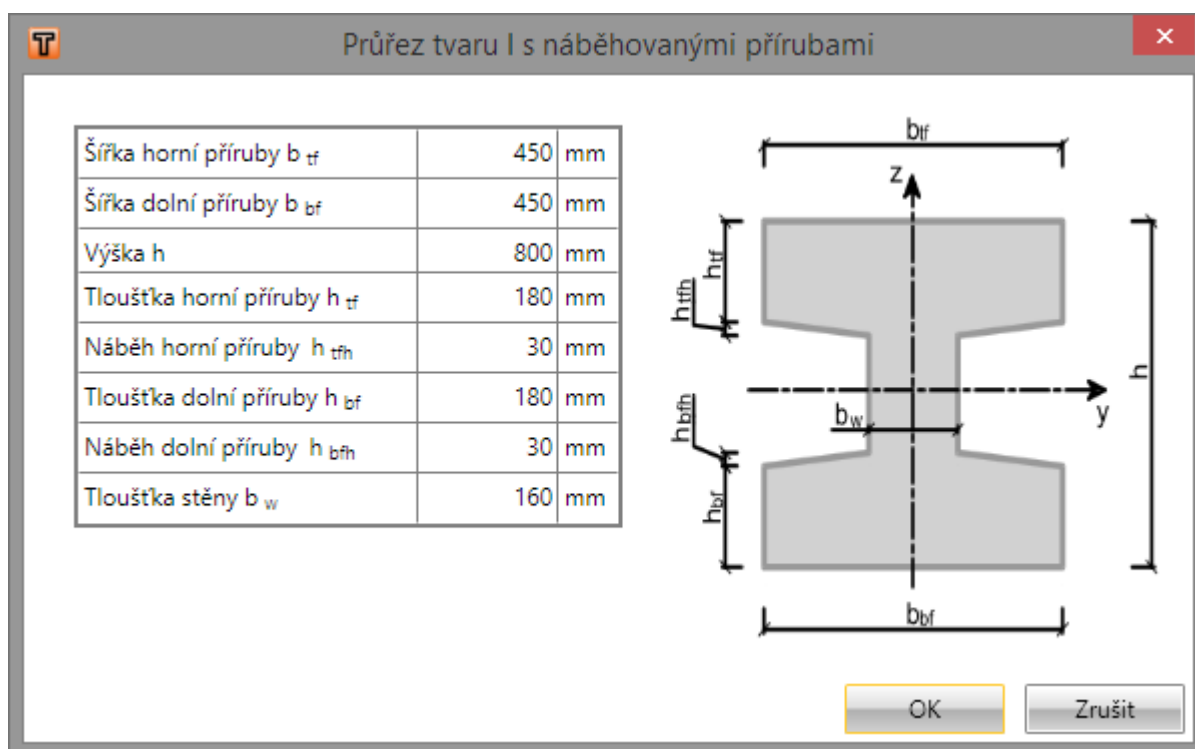 T
Průřez tvaru I s náběhovanými přírubami
×
Šířka horní příruby b tf 450 mm
Šířka dolní příruby b bf 450 mm
Výška h 800 mm
Tloušťka horní příruby h tf 180 mm
Náběh horní příruby h tfh 30 mm
Tloušťka dolní příruby h bf 180 mm
Náběh dolní příruby h bfh 30 mm
Tloušťka stěny b w 160 mm
btf
z
htf
htfh
h
y
bw
hbfh
hbf
bbf
OK
Zrušit